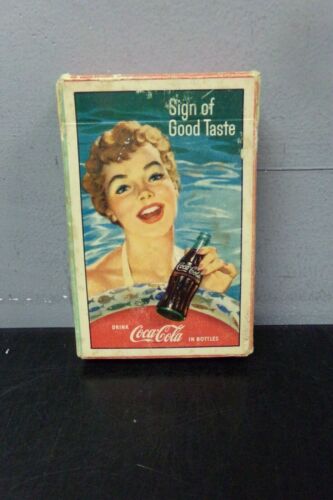 Sign of
Good Taste
Coca-Cola
DRINK Coca-Cola IN BOTTLES